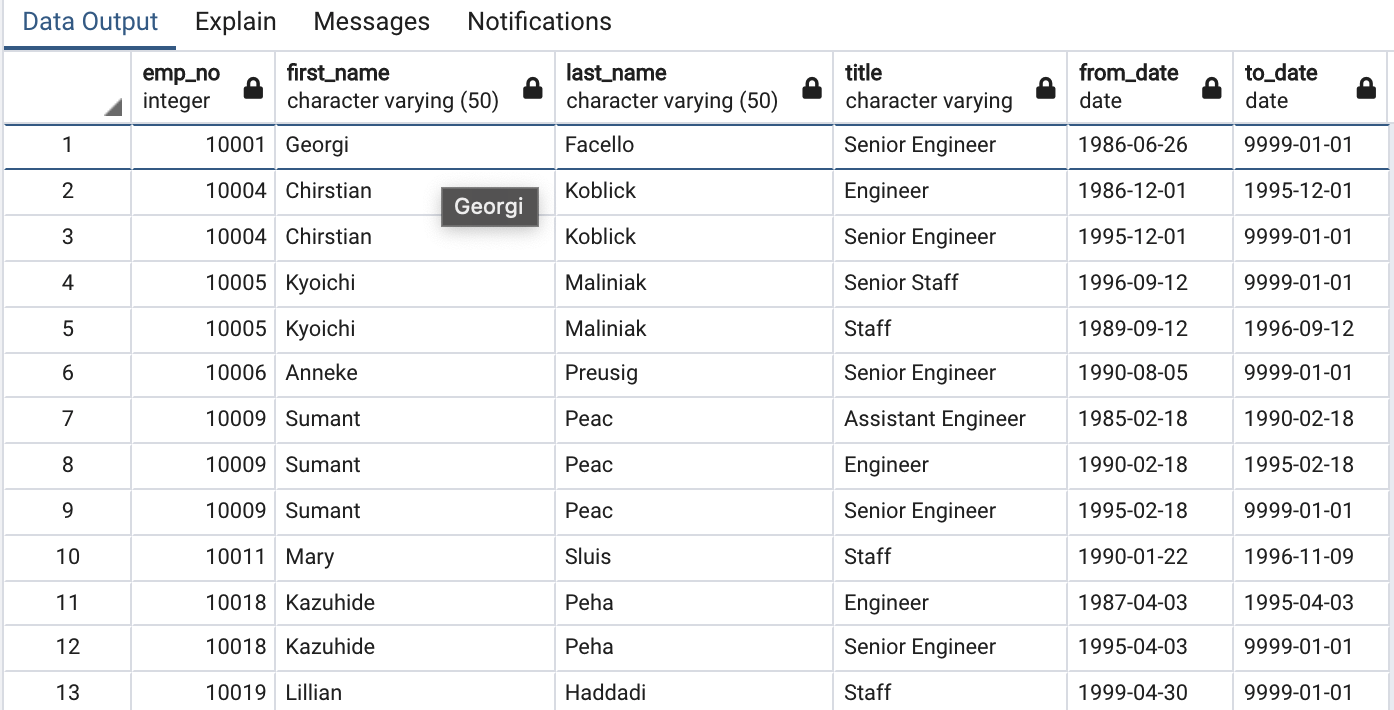 Data Output Explain Messages Notifications
emp_no first_name last_name title from_date to_date
integer character varying (50) character varying (50) character varying date date
1 10001 Georgi Facello Senior Engineer 1986-06-26 9999-01-01
2 10004 Chirstian Koblick Engineer 1986-12-01 1995-12-01
Georgi
3 10004 Chirstian Koblick Senior Engineer 1995-12-01 9999-01-01
4 10005 Kyoichi Maliniak Senior Staff 1996-09-12 9999-01-01
5 10005 Kyoichi Maliniak Staff 1989-09-12 1996-09-12
6 10006 Anneke Preusig Senior Engineer 1990-08-05 9999-01-01
7 10009 Sumant Peac Assistant Engineer 1985-02-18 1990-02-18
8 10009 Sumant Peac Engineer 1990-02-18 1995-02-18
9 10009 Sumant Peac Senior Engineer 1995-02-18 9999-01-01
10 10011 Mary Sluis Staff 1990-01-22 1996-11-09
11 10018 Kazuhide Peha Engineer 1987-04-03 1995-04-03
12 10018 Kazuhide Peha Senior Engineer 1995-04-03 9999-01-01
13 10019 Lillian Haddadi Staff 1999-04-30 9999-01-01